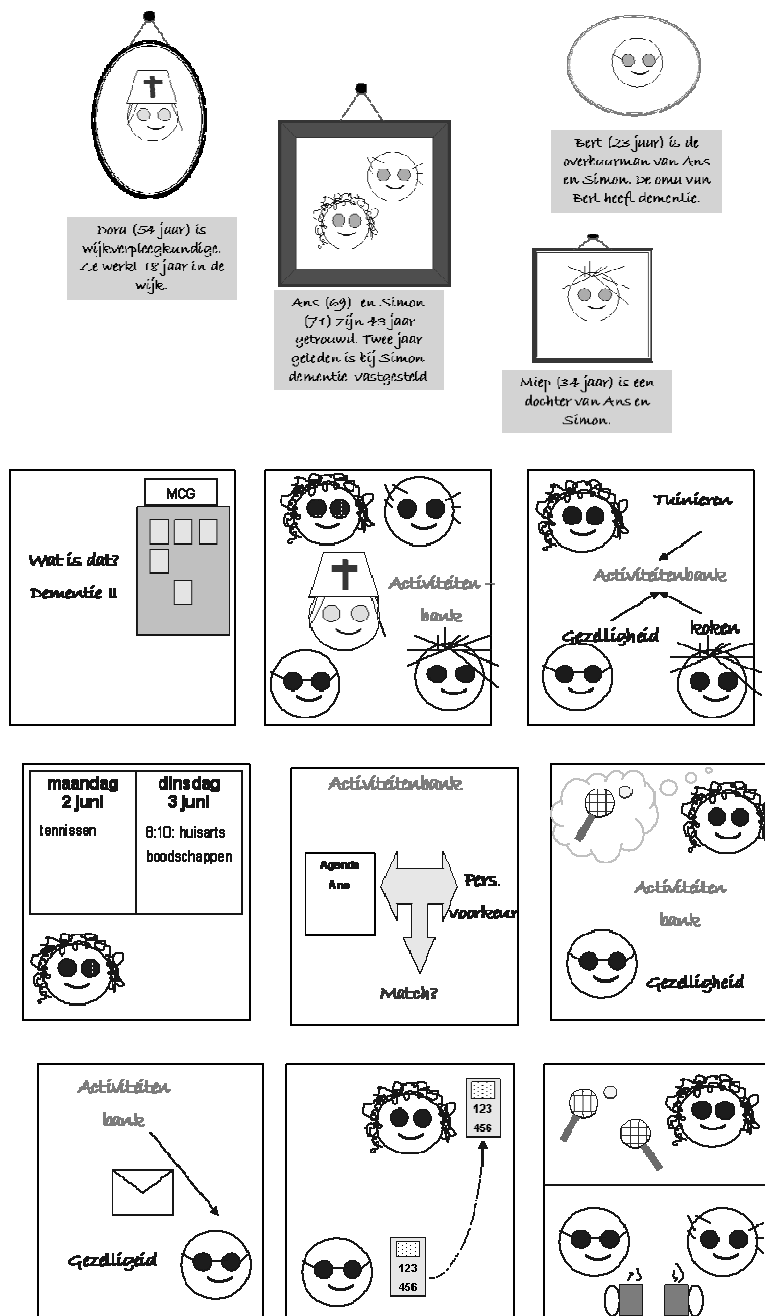 Dora (54 jaar) is
wijkverpleegkundige.
Ze werkt 18 jaar in de
wijk.
Ans (69) en Simon
(71) zijn 43 jaar
getrouwd. Twee jaar
geleden is bij Simon
dementie vastgesteld
Bert (23 jaar) is de
overbuurman van Ans
en Simon. De oma van
Bert heeft dementie.
Miep (34 jaar) is een
dochter van Ans en
Simon.
MCG
Wat is dat?
Dementie !!
Activiteiten-
bank
Tuinieren
Activiteitenbank
Gezelligheid
koken
maandag
2 juni
tennissen
dinsdag
3 juni
8:10: huisarts
boodschappen
Activiteitenbank
Agenda
Ans
Pers.
voorkeur
Match?
Activiteiten
bank
Gezelligheid
Activiteiten
bank
Gezelligeid
123
456
123
456